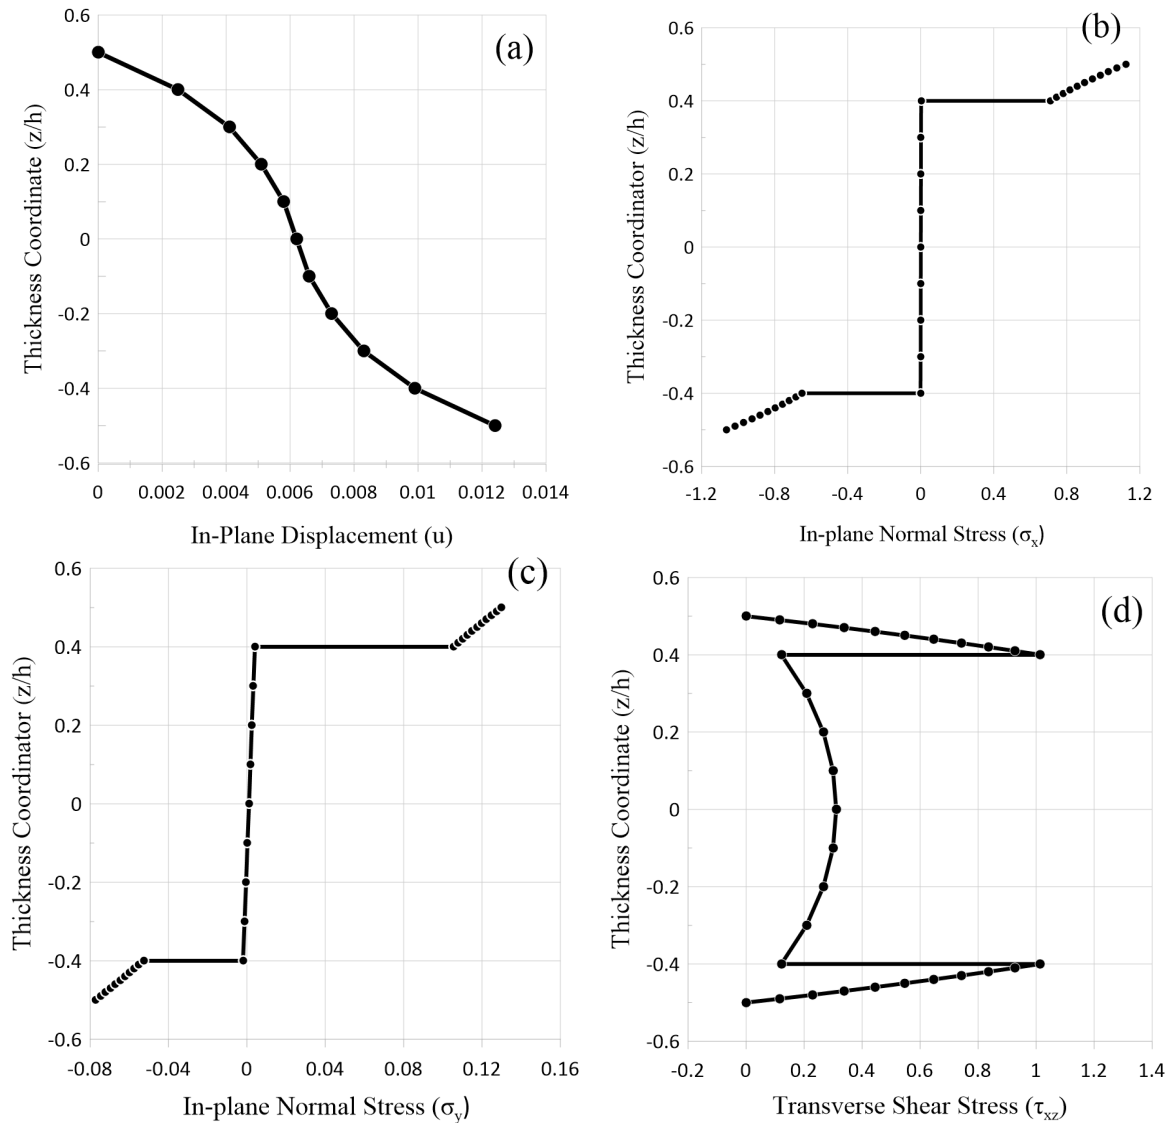 (a)
0.6
0.4
0.2
0
-0.2
-0.4
-0.6
0 0.002 0.004 0.006 0.008 0.01 0.012 0.014
Thickness Coordinate (z/h)
In-Plane Displacement (u)
(b)
0.6
0.4
0.2
0
-0.2
-0.4
-0.6
-1.2 -0.8 -0.4 0 0.4 0.8 1.2
Thickness Coordinator (z/h)
In-plane Normal Stress (σx)
(c)
0.6
0.4
0.2
0
-0.2
-0.4
-0.6
-0.08 -0.04 0 0.04 0.08 0.12 0.16
Thickness Coordinator (z/h)
In-plane Normal Stress (σy)
(d)
0.6
0.4
0.2
0
-0.2
-0.4
-0.6
-0.2 0 0.2 0.4 0.6 0.8 1 1.2 1.4
Thickness Coordinate (z/h)
Transverse Shear Stress (τxz)